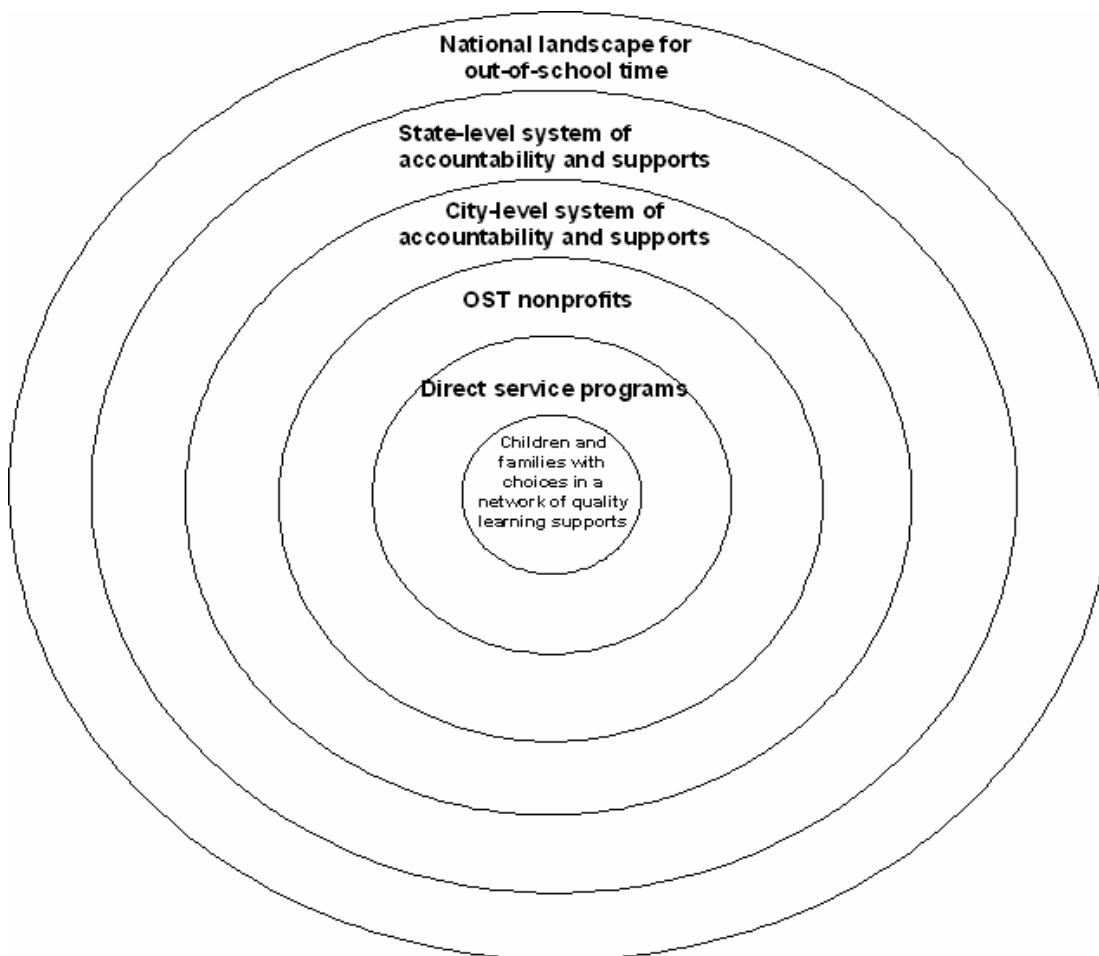 National landscape for
out-of-school time
State-level system of
accountability and supports
City-level system of
accountability and supports
OST nonprofits
Direct service programs
Children and
families with
choices in a
network of quality
learning supports